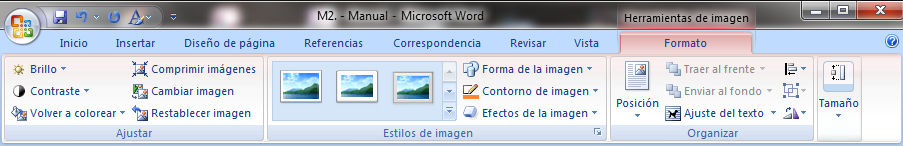 M2. - Manual - Microsoft Word
Herramientas de imagen
Inicio Insertar Diseño de página Referencias Correspondencia Revisar Vista Formato
Brillo Comprimir imágenes
Contraste Cambiar imagen
Volver a colorear Restablecer imagen
Ajustar
Forma de la imagen
Contorno de imagen
Efectos de la imagen
Estilos de imagen
Posición
Traer al frente
Enviar al fondo
Ajuste del texto
Organizar
Tamaño